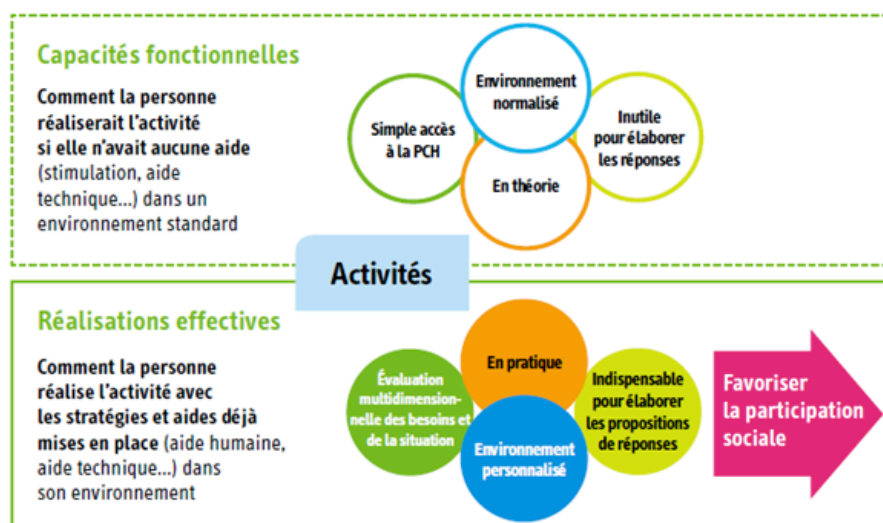 Capacités fonctionnelles
Comment la personne
réaliserait l’activité
si elle n’avait aucune aide
(stimulation, aide
technique...) dans un
environnement standard
Simple accès
à la PCH
Environnement
normalisé
En théorie
Inutile
pour élaborer
les réponses
Activités
Réalisations effectives
Comment la personne
réalise l’activité avec
les stratégies et aides déjà
mises en place (aide humaine,
aide technique...) dans
son environnement
Évaluation
multidimension-
nelle des besoins et
de la situation
En pratique
Environnement
personnalisé
Indispensable
pour élaborer
les propositions
de réponses
Favoriser
la participation
sociale